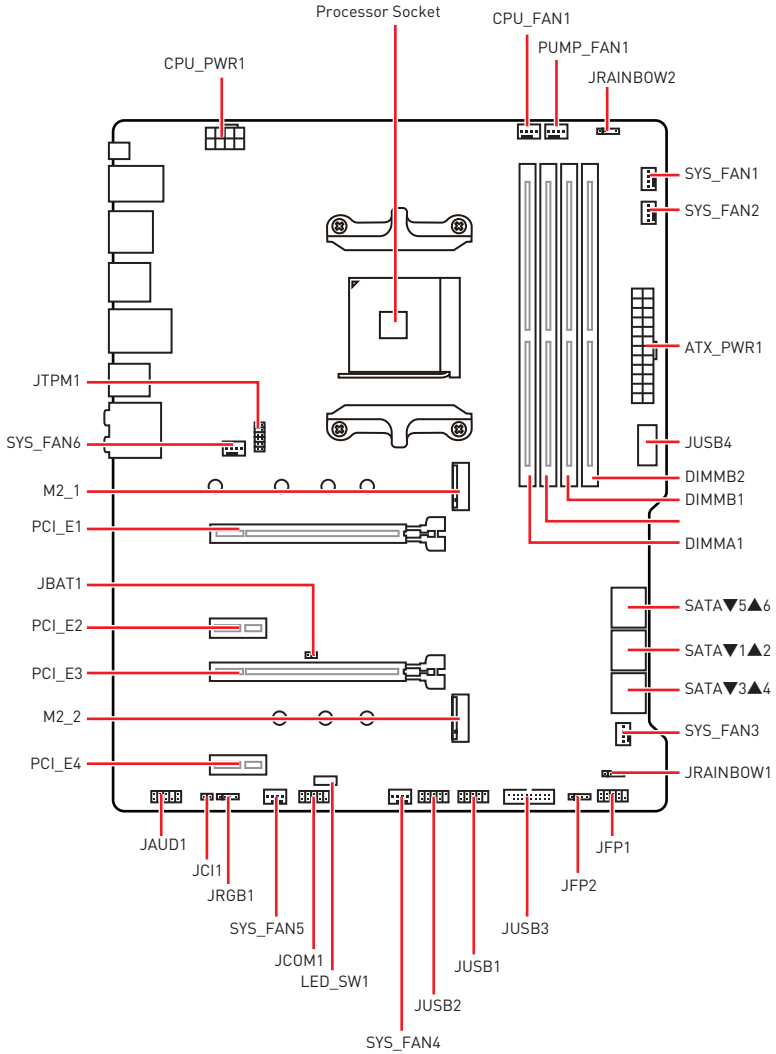 Processor Socket
CPU_FAN1
PUMP_FAN1
CPU_PWR1
JRAINBOW2
SYS_FAN1
SYS_FAN2
ATX_PWR1
JTPM1
SYS_FAN6
JUSB4
M2_1
DIMMB2
DIMMB1
PCI_E1
DIMMA1
JBAT1
SATA▼5▲6
PCI_E2
SATA▼1▲2
PCI_E3
SATA▼3▲4
M2_2
SYS_FAN3
PCI_E4
JRAINBOW1
JAUD1
JFP1
JCI1
JFP2
JRGB1
SYS_FAN5
JUSB3
JCOM1
JUSB1
LED_SW1
JUSB2
SYS_FAN4